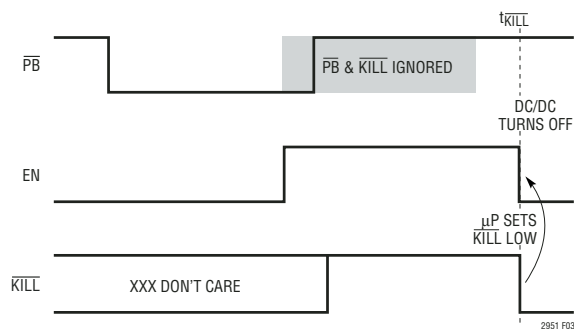 t_KILL
PB
PB & KILL IGNORED
DC/DC
TURNS OFF
EN
µP SETS
KILL LOW
KILL
XXX DON'T CARE
2951 F03